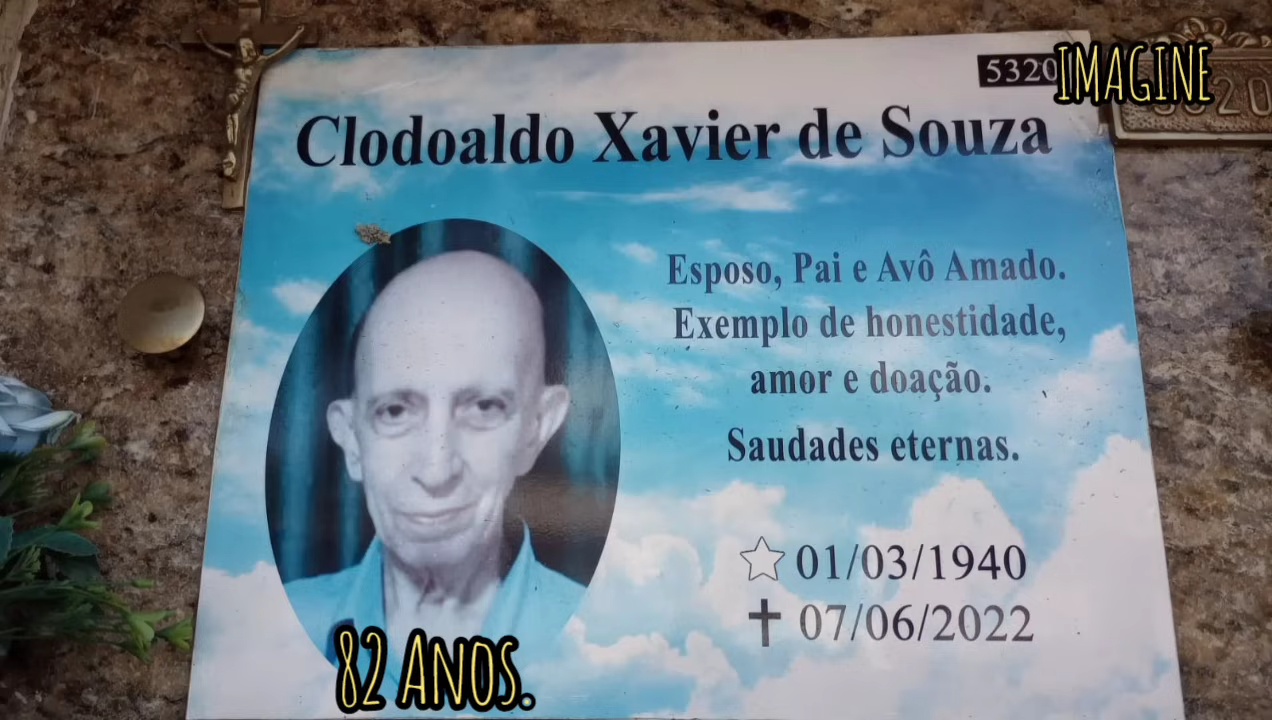 5320
IMAGINE
20
Clodoaldo Xavier de Souza
Esposo, Pai e Avô Amado.
Exemplo de honestidade,
amor e doação.
Saudades eternas.
01/03/1940
07/06/2022
82 ANOS.